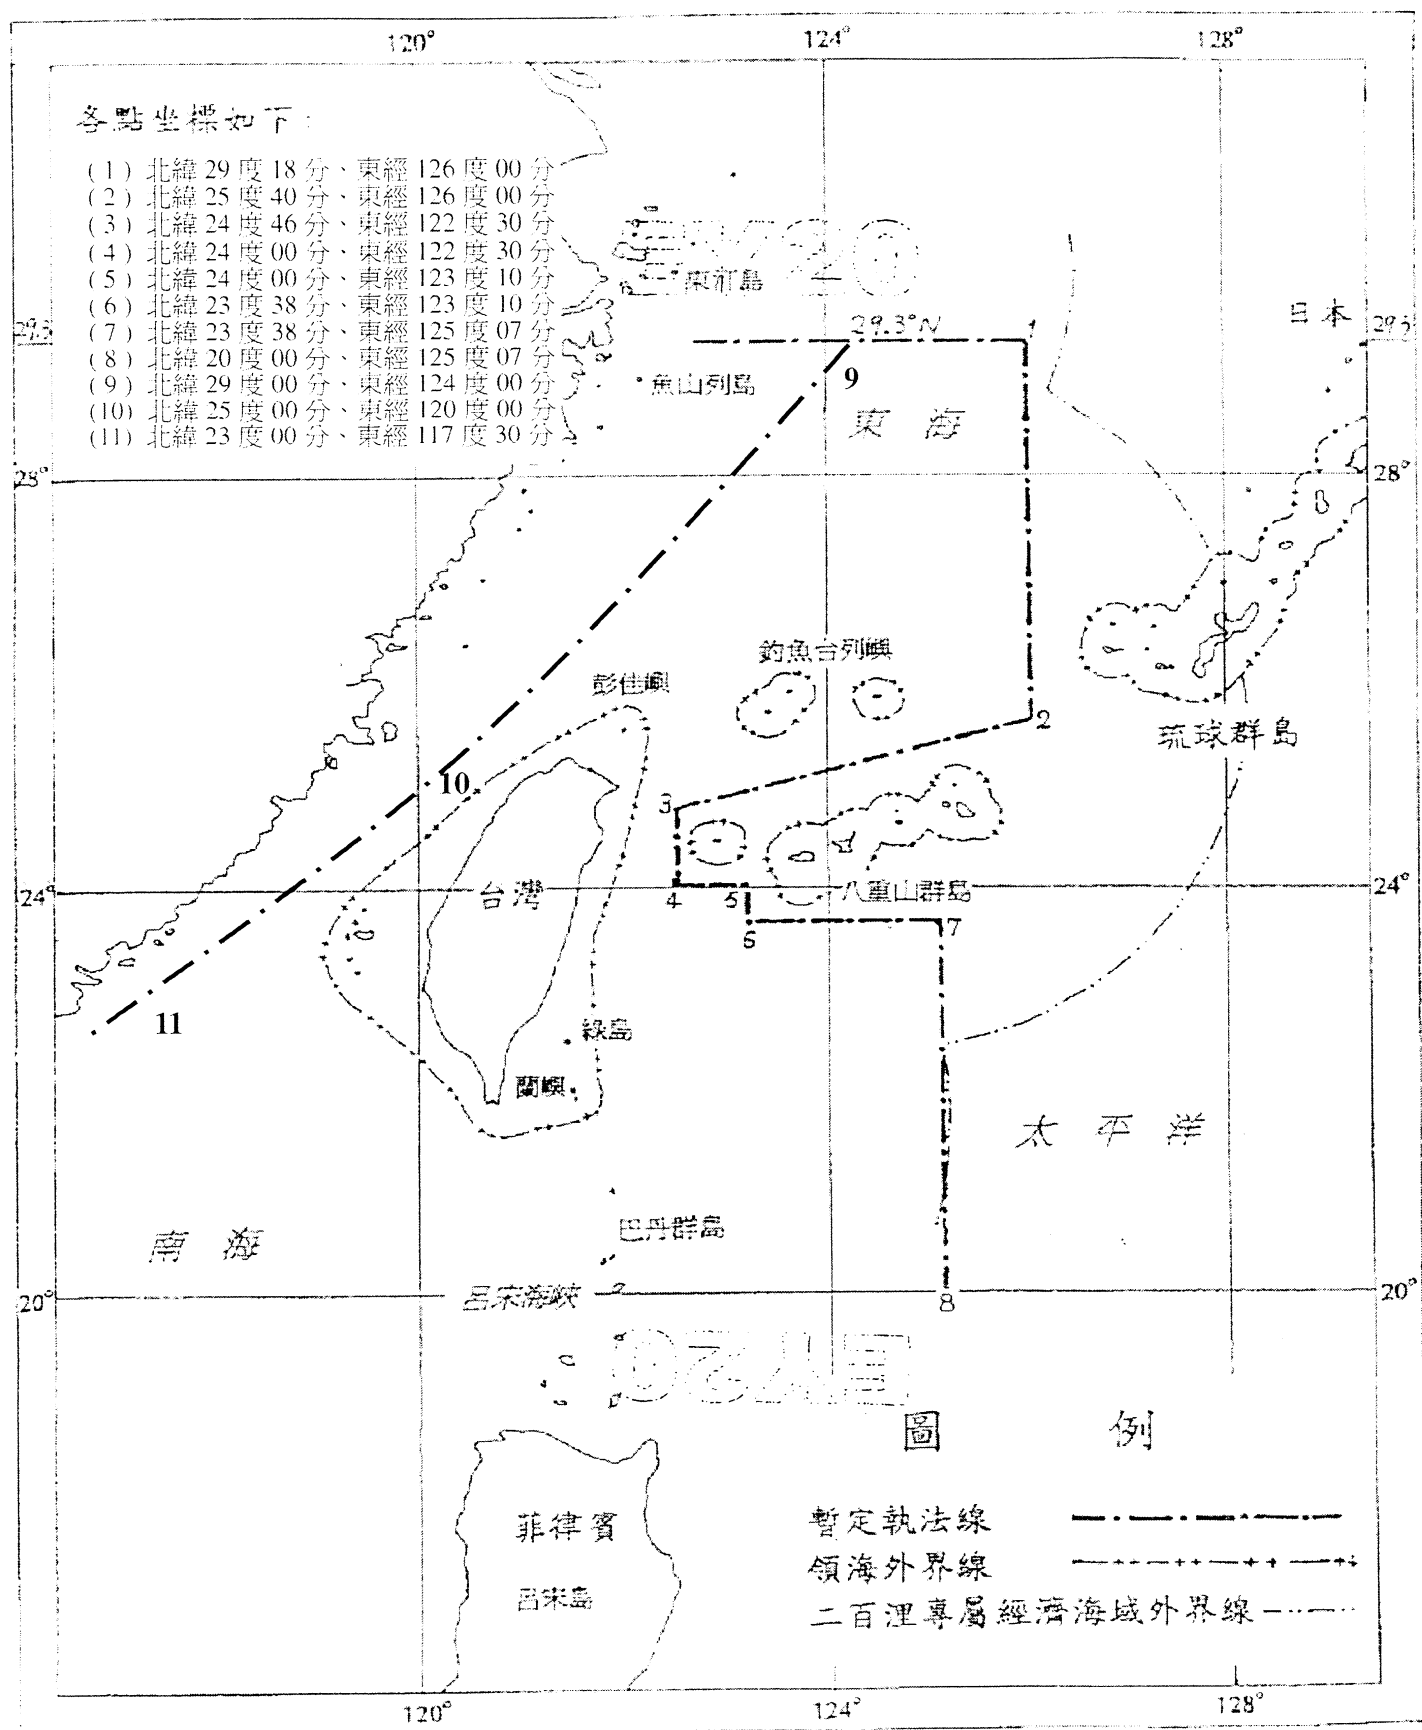 120° 124° 128°
各點坐標如下：
(1) 北緯 29 度 18 分、東經 126 度 00 分
(2) 北緯 25 度 40 分、東經 126 度 00 分
(3) 北緯 24 度 46 分、東經 122 度 30 分
(4) 北緯 24 度 00 分、東經 122 度 30 分
(5) 北緯 24 度 00 分、東經 123 度 10 分
(6) 北緯 23 度 38 分、東經 123 度 10 分
(7) 北緯 23 度 38 分、東經 125 度 07 分
(8) 北緯 20 度 00 分、東經 125 度 07 分
(9) 北緯 29 度 00 分、東經 124 度 00 分
(10) 北緯 25 度 00 分、東經 120 度 00 分
(11) 北緯 23 度 00 分、東經 117 度 30 分
日本
29.3°N
1
9
魚山列島
東海
28° 28°
釣魚台列嶼
彭佳嶼
2
琉球群島
10
3
24° 24°
台灣
4
5
八重山群島
6
7
11
綠島
蘭嶼
太平洋
巴丹群島
南海
20° 20°
呂宋海峽
8
圖例
菲律賓
呂宋島
暫定執法線
領海外界線
二百浬專屬經濟海域外界線
120° 124° 128°